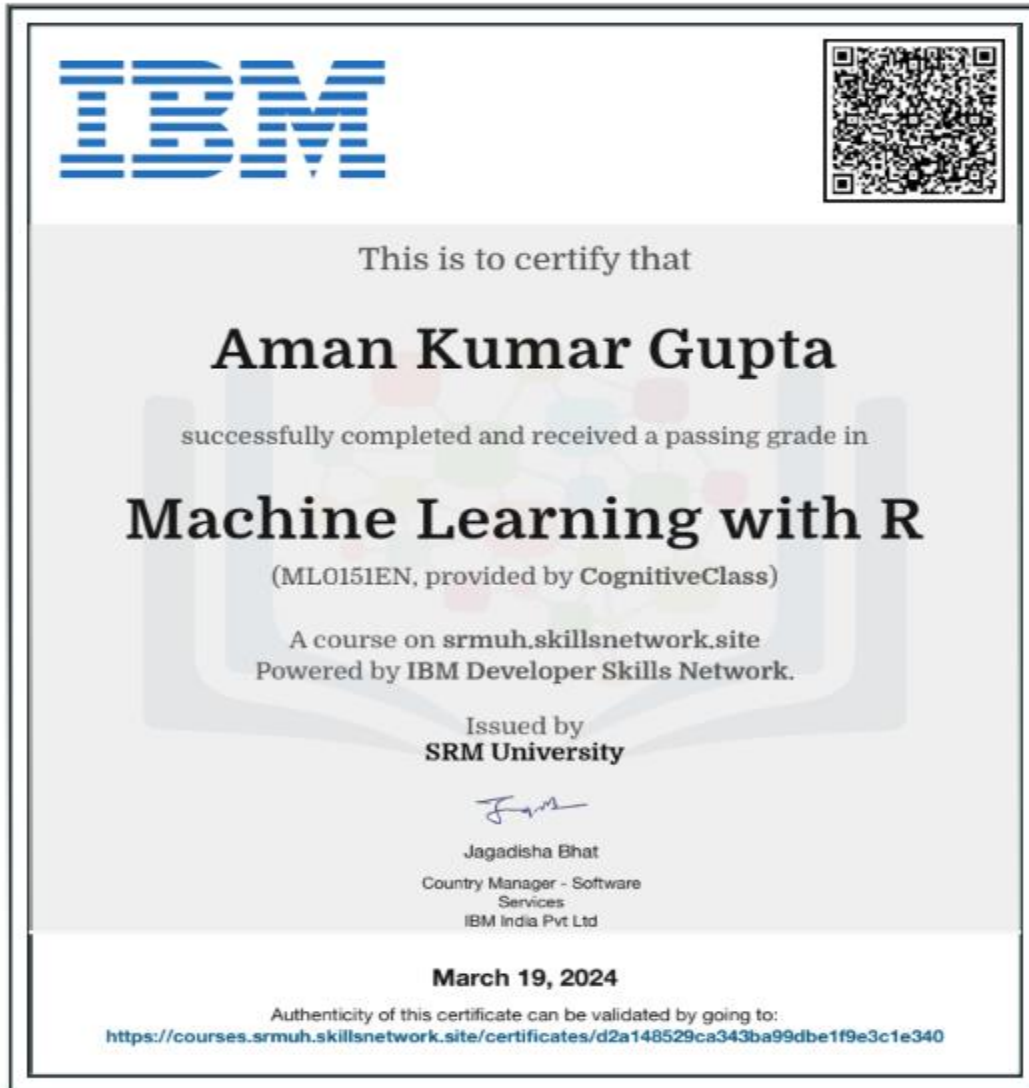 IBM
This is to certify that
Aman Kumar Gupta
successfully completed and received a passing grade in
Machine Learning with R
(ML0151EN, provided by CognitiveClass)
A course on srmuh.skillsnetwork.site
Powered by IBM Developer Skills Network.
Issued by
SRM University
Jagadisha Bhat
Country Manager - Software
Services
IBM India Pvt Ltd
March 19, 2024
Authenticity of this certificate can be validated by going to:
https://courses.srmuh.skillsnetwork.site/certificates/d2a148529ca343ba99dbe1f9e3c1e340